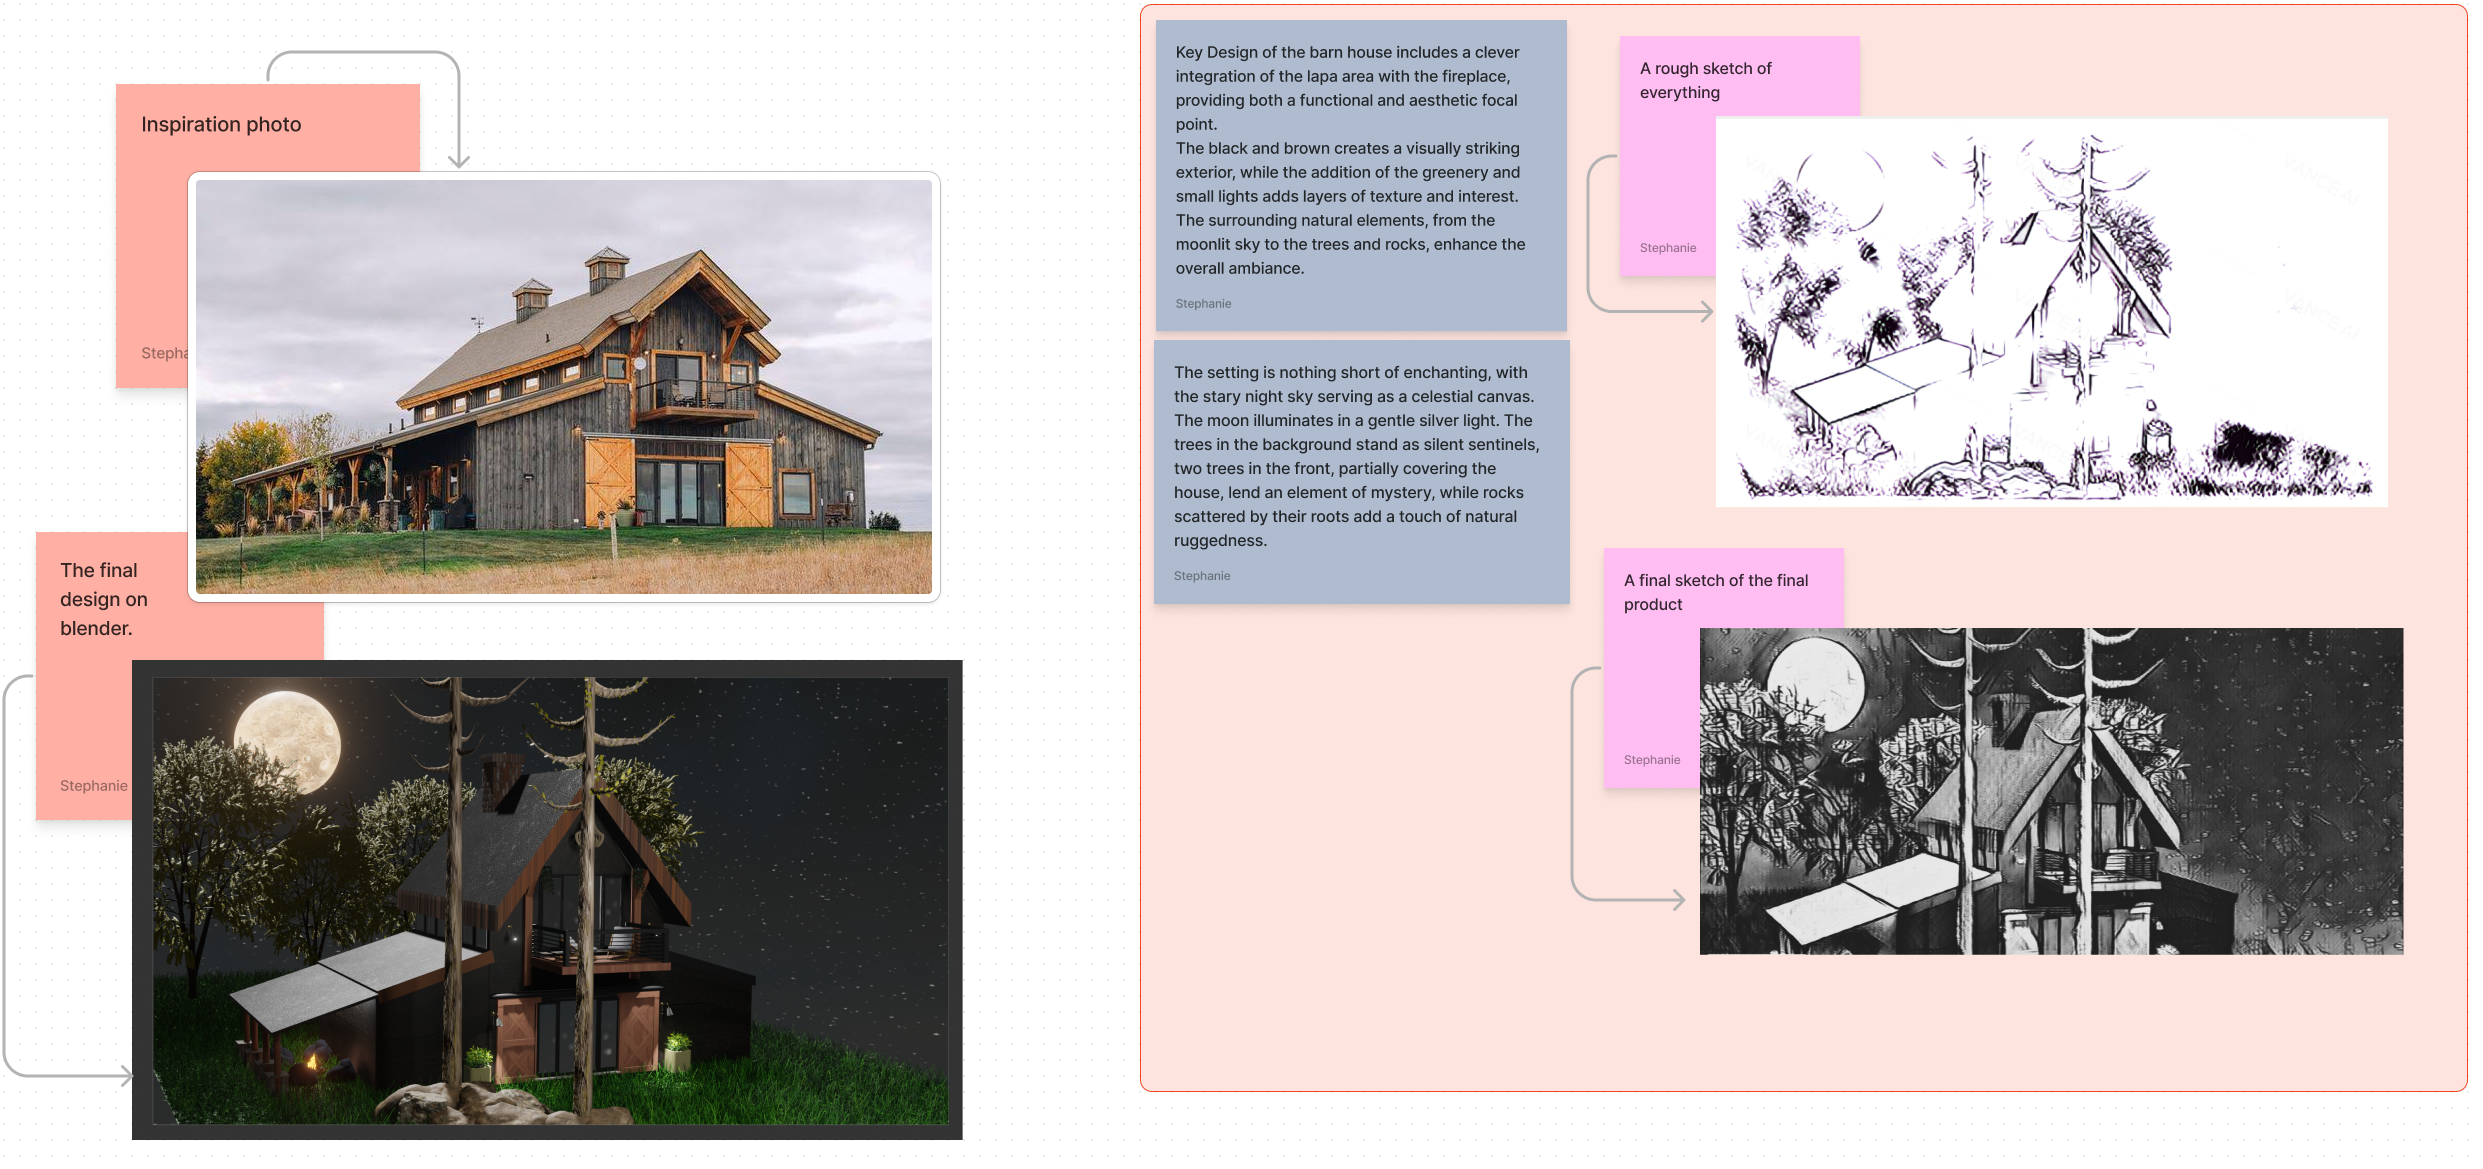 Inspiration photo
Stepha
The final
design on
blender.
Stephanie
Key Design of the barn house includes a clever
integration of the lapa area with the fireplace,
providing both a functional and aesthetic focal
point.
The black and brown creates a visually striking
exterior, while the addition of the greenery and
small lights adds layers of texture and interest.
The surrounding natural elements, from the
moonlit sky to the trees and rocks, enhance the
overall ambiance.
Stephanie
The setting is nothing short of enchanting, with
the stary night sky serving as a celestial canvas.
The moon illuminates in a gentle silver light. The
trees in the background stand as silent sentinels,
two trees in the front, partially covering the
house, lend an element of mystery, while rocks
scattered by their roots add a touch of natural
ruggedness.
Stephanie
A rough sketch of
everything
Stephanie
VANCE.AI
VANCE.AI
A final sketch of the final
product
Stephanie